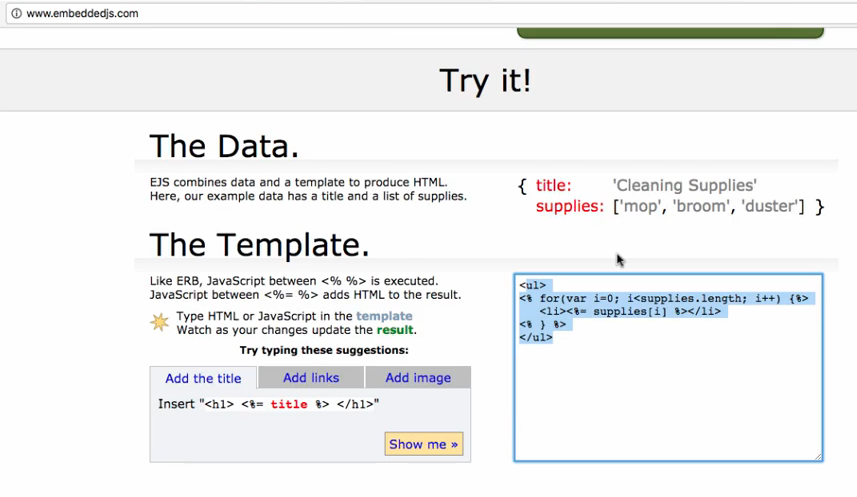 www.embeddedjs.com
Try it!
The Data.
EJS combines data and a template to produce HTML.
Here, our example data has a title and a list of supplies.
{ title: 'Cleaning Supplies'
supplies: ['mop', 'broom', 'duster'] }
The Template.
Like ERB, JavaScript between <% %> is executed.
JavaScript between <%= %> adds HTML to the result.
Type HTML or JavaScript in the template
Watch as your changes update the result.
Try typing these suggestions:
Add the title Add links Add image
Insert "<h1> <%= title %> </h1>"
Show me »
<ul>
<% for(var i=0; i<supplies.length; i++) {%>
<li><%= supplies[i] %></li>
<% } %>
</ul>